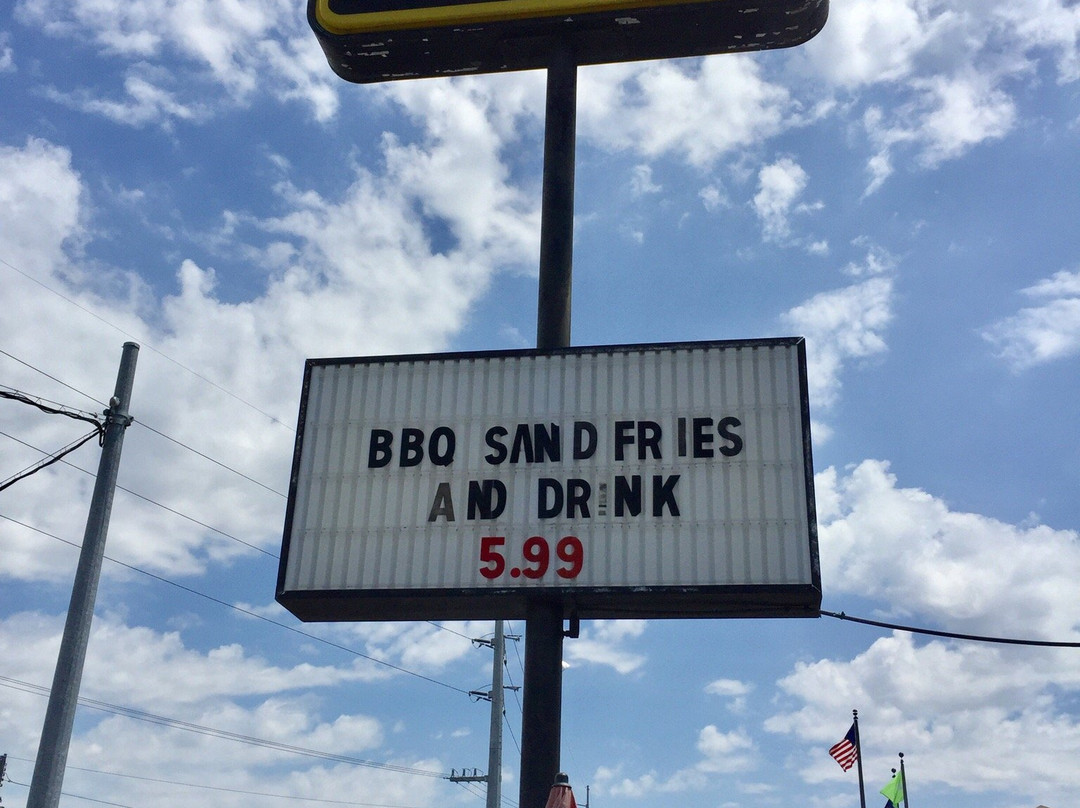 BBQ SAND FRIES
AND DRINK
5.99